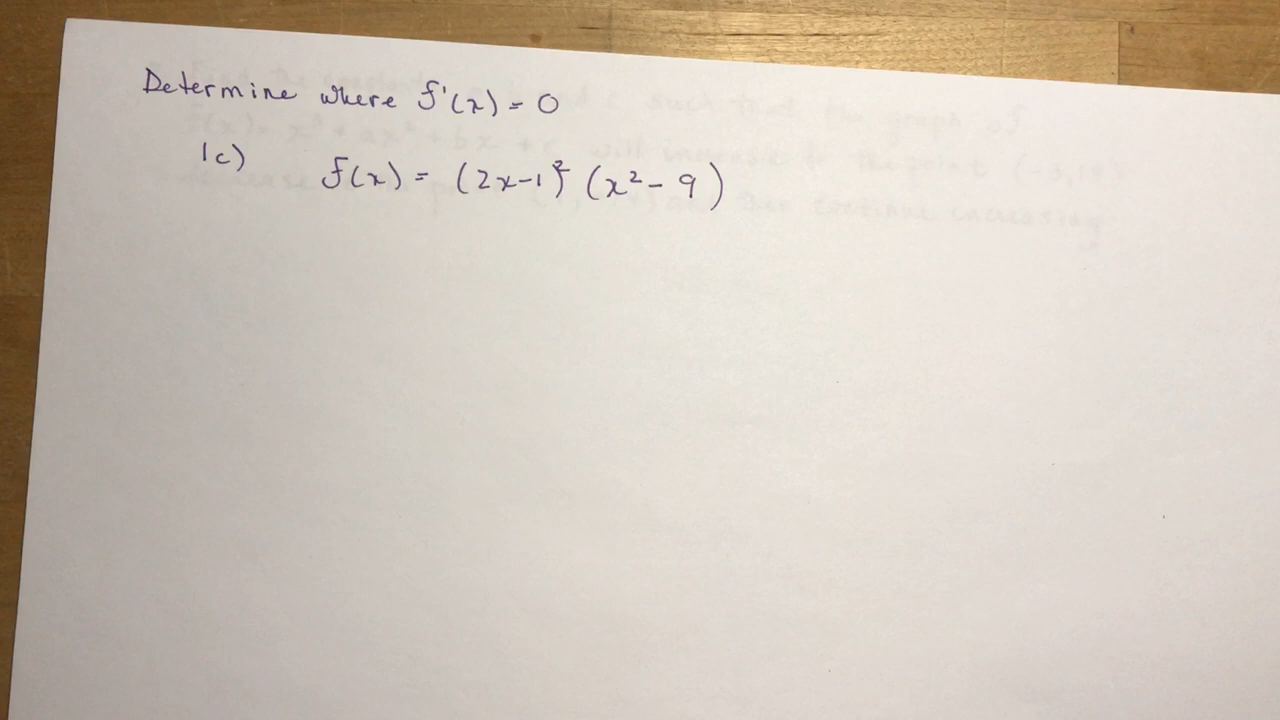 Determine where f'(x) = 0
1c) f(x) = (2x-1)² (x² - 9)